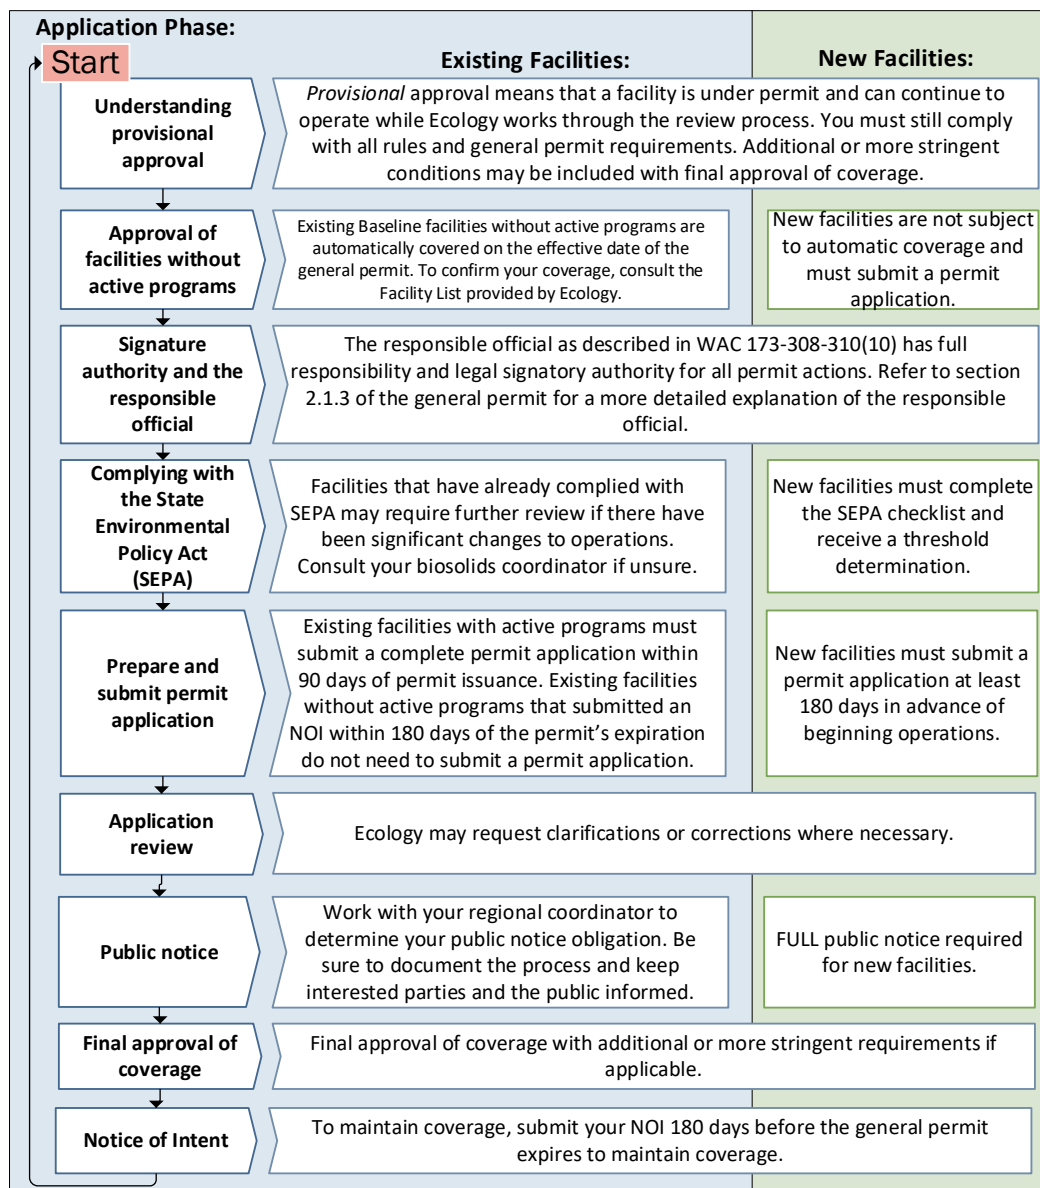 Application Phase:
Start
Existing Facilities:
New Facilities:
Understanding
provisional
approval
Provisional approval means that a facility is under permit and can continue to
operate while Ecology works through the review process. You must still comply
with all rules and general permit requirements. Additional or more stringent
conditions may be included with final approval of coverage.
Approval of
facilities without
active programs
Existing Baseline facilities without active programs are
automatically covered on the effective date of the
general permit. To confirm your coverage, consult the
Facility List provided by Ecology.
New facilities are not subject
to automatic coverage and
must submit a permit
application.
Signature
authority and the
responsible
official
The responsible official as described in WAC 173-308-310(10) has full
responsibility and legal signatory authority for all permit actions. Refer to section
2.1.3 of the general permit for a more detailed explanation of the responsible
official.
Complying with
the State
Environmental
Policy Act
(SEPA)
Facilities that have already complied with
SEPA may require further review if there have
been significant changes to operations.
Consult your biosolids coordinator if unsure.
New facilities must complete
the SEPA checklist and
receive a threshold
determination.
Prepare and
submit permit
application
Existing facilities with active programs must
submit a complete permit application within
90 days of permit issuance. Existing facilities
without active programs that submitted an
NOI within 180 days of the permit's expiration
do not need to submit a permit application.
New facilities must submit a
permit application at least
180 days in advance of
beginning operations.
Application
review
Ecology may request clarifications or corrections where necessary.
Public notice
Work with your regional coordinator to
determine your public notice obligation. Be
sure to document the process and keep
interested parties and the public informed.
FULL public notice required
for new facilities.
Final approval of
coverage
Final approval of coverage with additional or more stringent requirements if
applicable.
Notice of Intent
To maintain coverage, submit your NOI 180 days before the general permit
expires to maintain coverage.